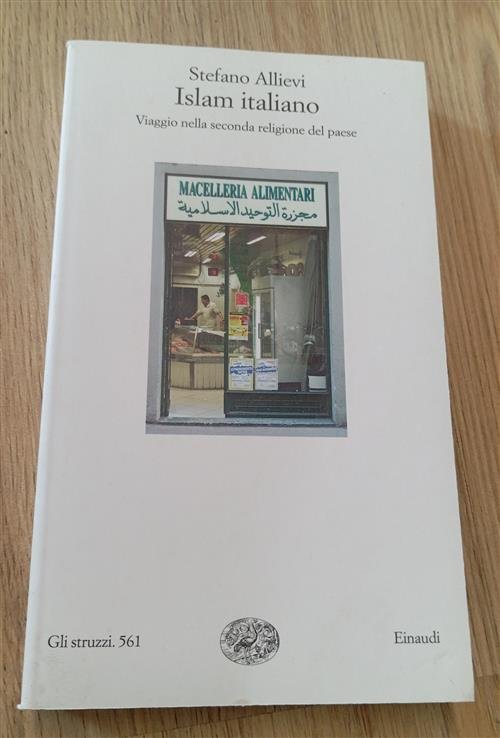 Stefano Allievi
Islam italiano
Viaggio nella seconda religione del paese
MACELLERIA ALIMENTARI
مجزرة التوحيد الاسلامية
Gli struzzi. 561
Einaudi